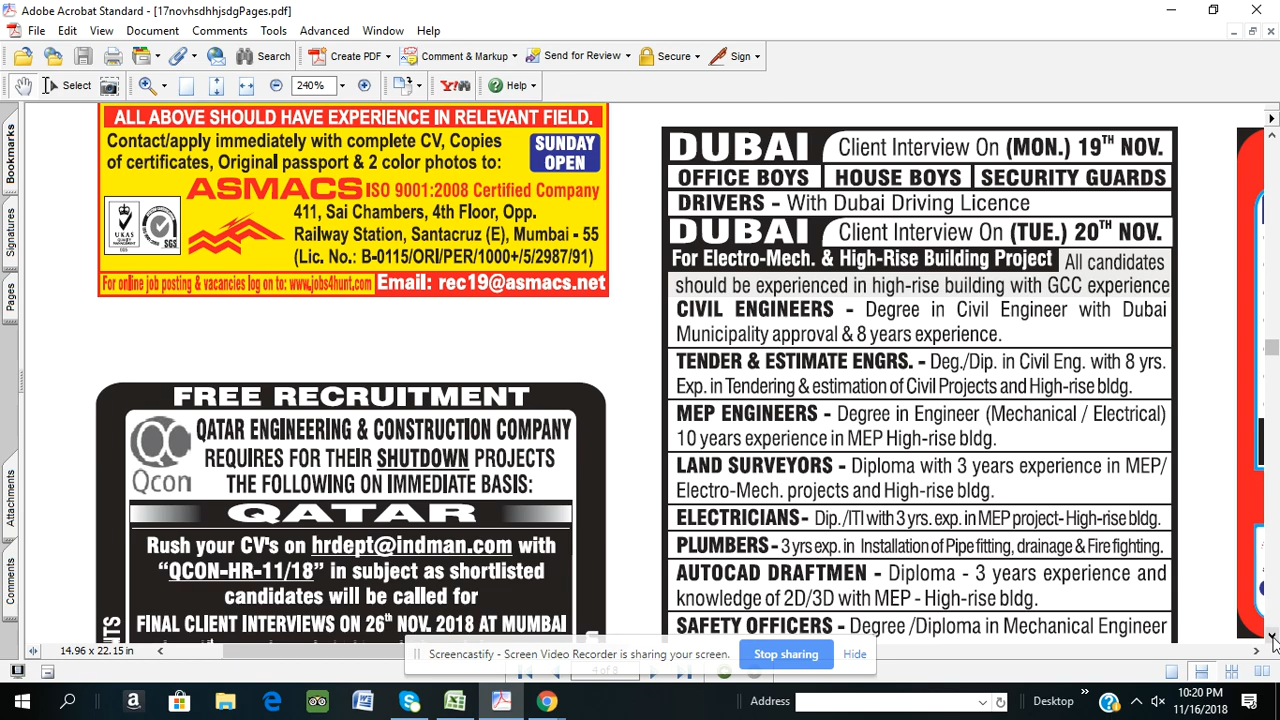 Adobe Acrobat Standard - [17novhsdhhjsdgPages.pdf]
File Edit View Document Comments Tools Advanced Window Help
Search Create PDF Comment & Markup Send for Review Secure Sign
Select 240% Y! Help
Bookmarks
Signatures
Pages
Attachments
Comments
ALL ABOVE SHOULD HAVE EXPERIENCE IN RELEVANT FIELD.
Contact/apply immediately with complete CV, Copies
of certificates, Original passport & 2 color photos to:
SUNDAY
OPEN
ASMACS ISO 9001:2008 Certified Company
UKAS
SGS
411, Sai Chambers, 4th Floor, Opp.
Railway Station, Santacruz (E), Mumbai - 55
(Lic. No.: B-0115/ORI/PER/1000+/5/2987/91)
For online job posting & vacancies log on to: www.jobs4hunt.com Email: rec19@asmacs.net
FREE RECRUITMENT
Qcon
QATAR ENGINEERING & CONSTRUCTION COMPANY
REQUIRES FOR THEIR SHUTDOWN PROJECTS
THE FOLLOWING ON IMMEDIATE BASIS:
QATAR
Rush your CV's on hrdept@indman.com with
"QCON-HR-11/18" in subject as shortlisted
candidates will be called for
FINAL CLIENT INTERVIEWS ON 26th NOV. 2018 AT MUMBAI
DUBAI Client Interview On (MON.) 19TH NOV.
OFFICE BOYS HOUSE BOYS SECURITY GUARDS
DRIVERS - With Dubai Driving Licence
DUBAI Client Interview On (TUE.) 20TH NOV.
For Electro-Mech. & High-Rise Building Project All candidates
should be experienced in high-rise building with GCC experience
CIVIL ENGINEERS - Degree in Civil Engineer with Dubai
Municipality approval & 8 years experience.
TENDER & ESTIMATE ENGRS. - Deg./Dip. in Civil Eng. with 8 yrs.
Exp. in Tendering & estimation of Civil Projects and High-rise bldg.
MEP ENGINEERS - Degree in Engineer (Mechanical / Electrical)
10 years experience in MEP High-rise bldg.
LAND SURVEYORS - Diploma with 3 years experience in MEP/
Electro-Mech. projects and High-rise bldg.
ELECTRICIANS- Dip./ITI with 3 yrs. exp. in MEP project- High-rise bldg.
PLUMBERS - 3 yrs exp. in Installation of Pipe fitting, drainage & Fire fighting.
AUTOCAD DRAFTMEN - Diploma - 3 years experience and
knowledge of 2D/3D with MEP - High-rise bldg.
SAFETY OFFICERS - Degree /Diploma in Mechanical Engineer
14.96 x 22.15 in
Screencastify - Screen Video Recorder is sharing your screen. Stop sharing Hide
4 of 8
Address Desktop
10:20 PM
11/16/2018